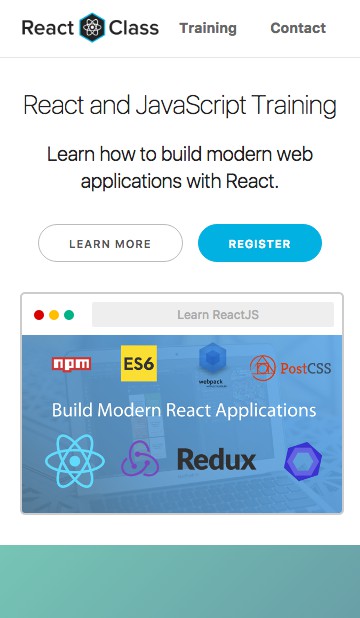 React Class Training Contact
React and JavaScript Training
Learn how to build modern web
applications with React.
LEARN MORE REGISTER
Learn ReactJS
npm ES6 webpack PostCSS
Build Modern React Applications
Redux